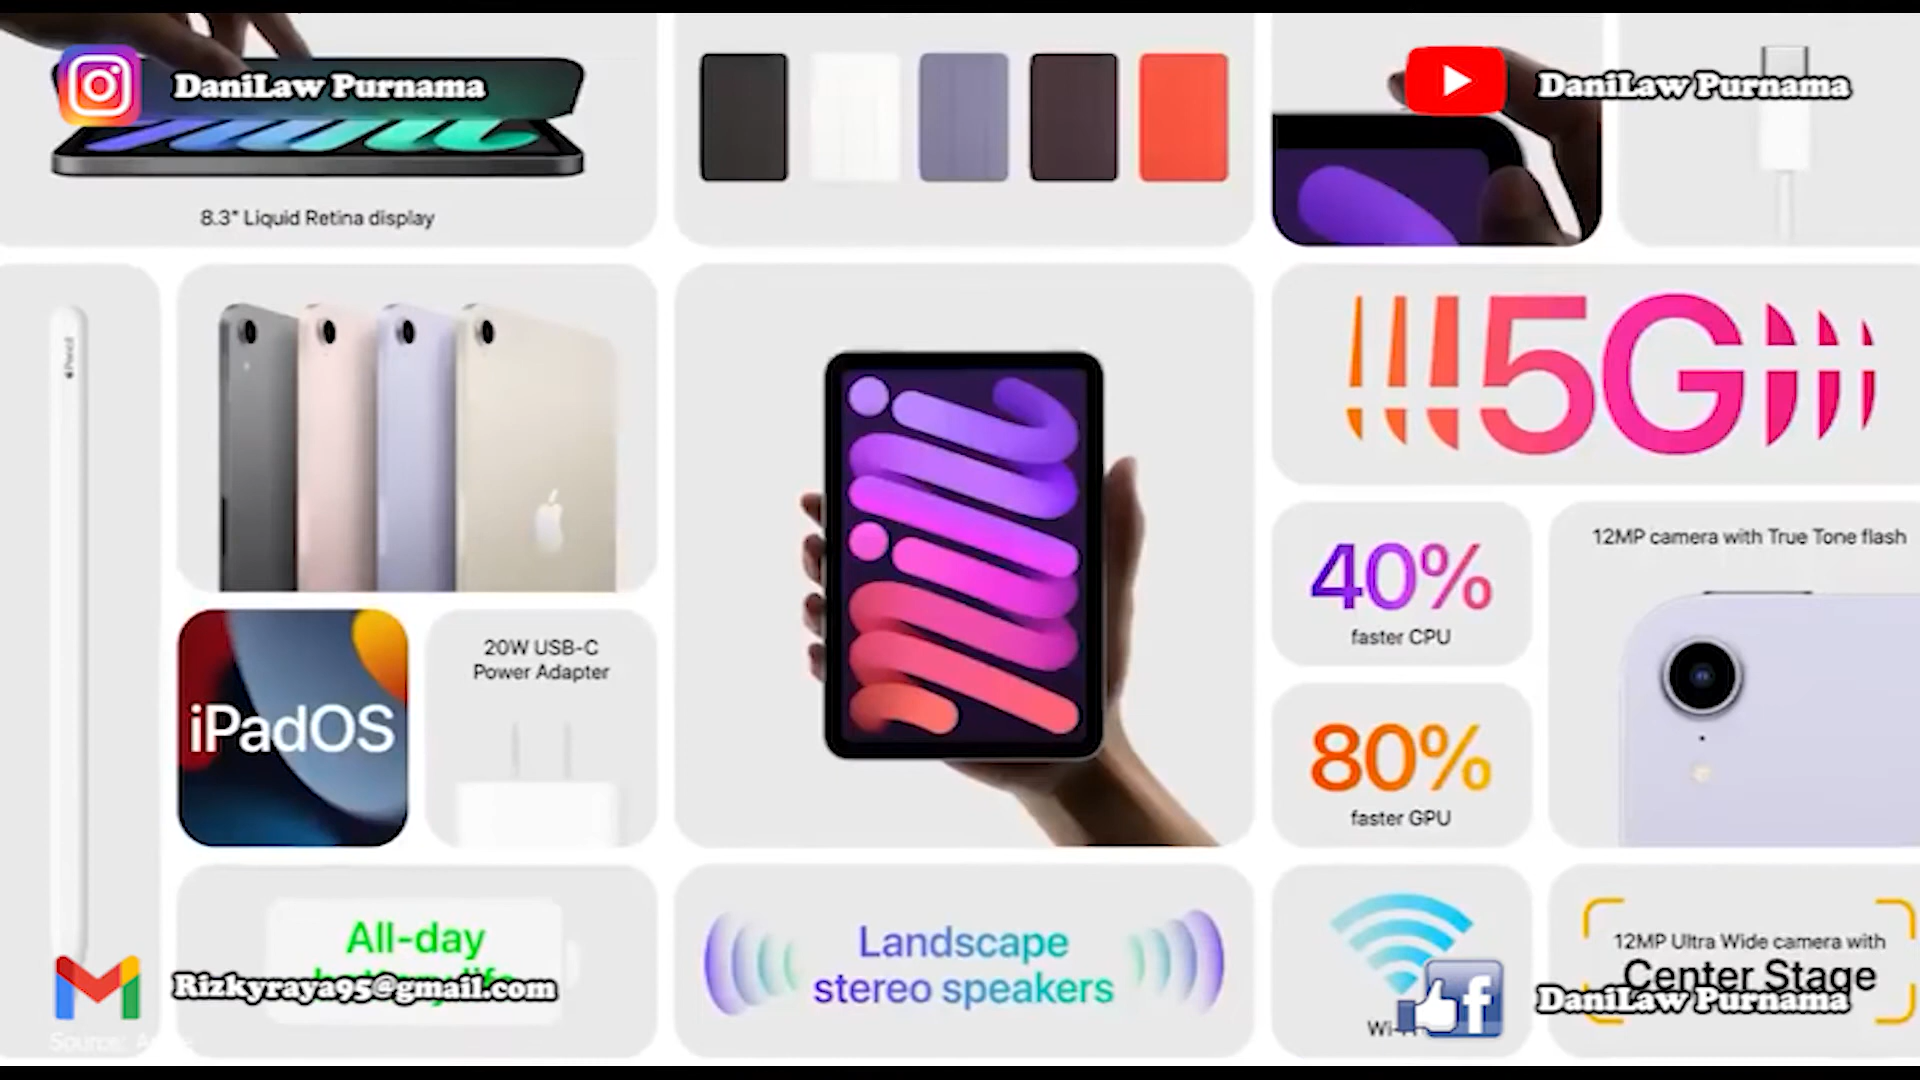 DaniLaw Purnama
DaniLaw Purnama
8.3" Liquid Retina display
Pencil
5G
12MP camera with True Tone flash
40%
faster CPU
20W USB-C
Power Adapter
iPadOS
80%
faster GPU
All-day
Landscape
stereo speakers
12MP Ultra Wide camera with
Center Stage
Rizkyraya95@gmail.com
DaniLaw Purnama
Source: